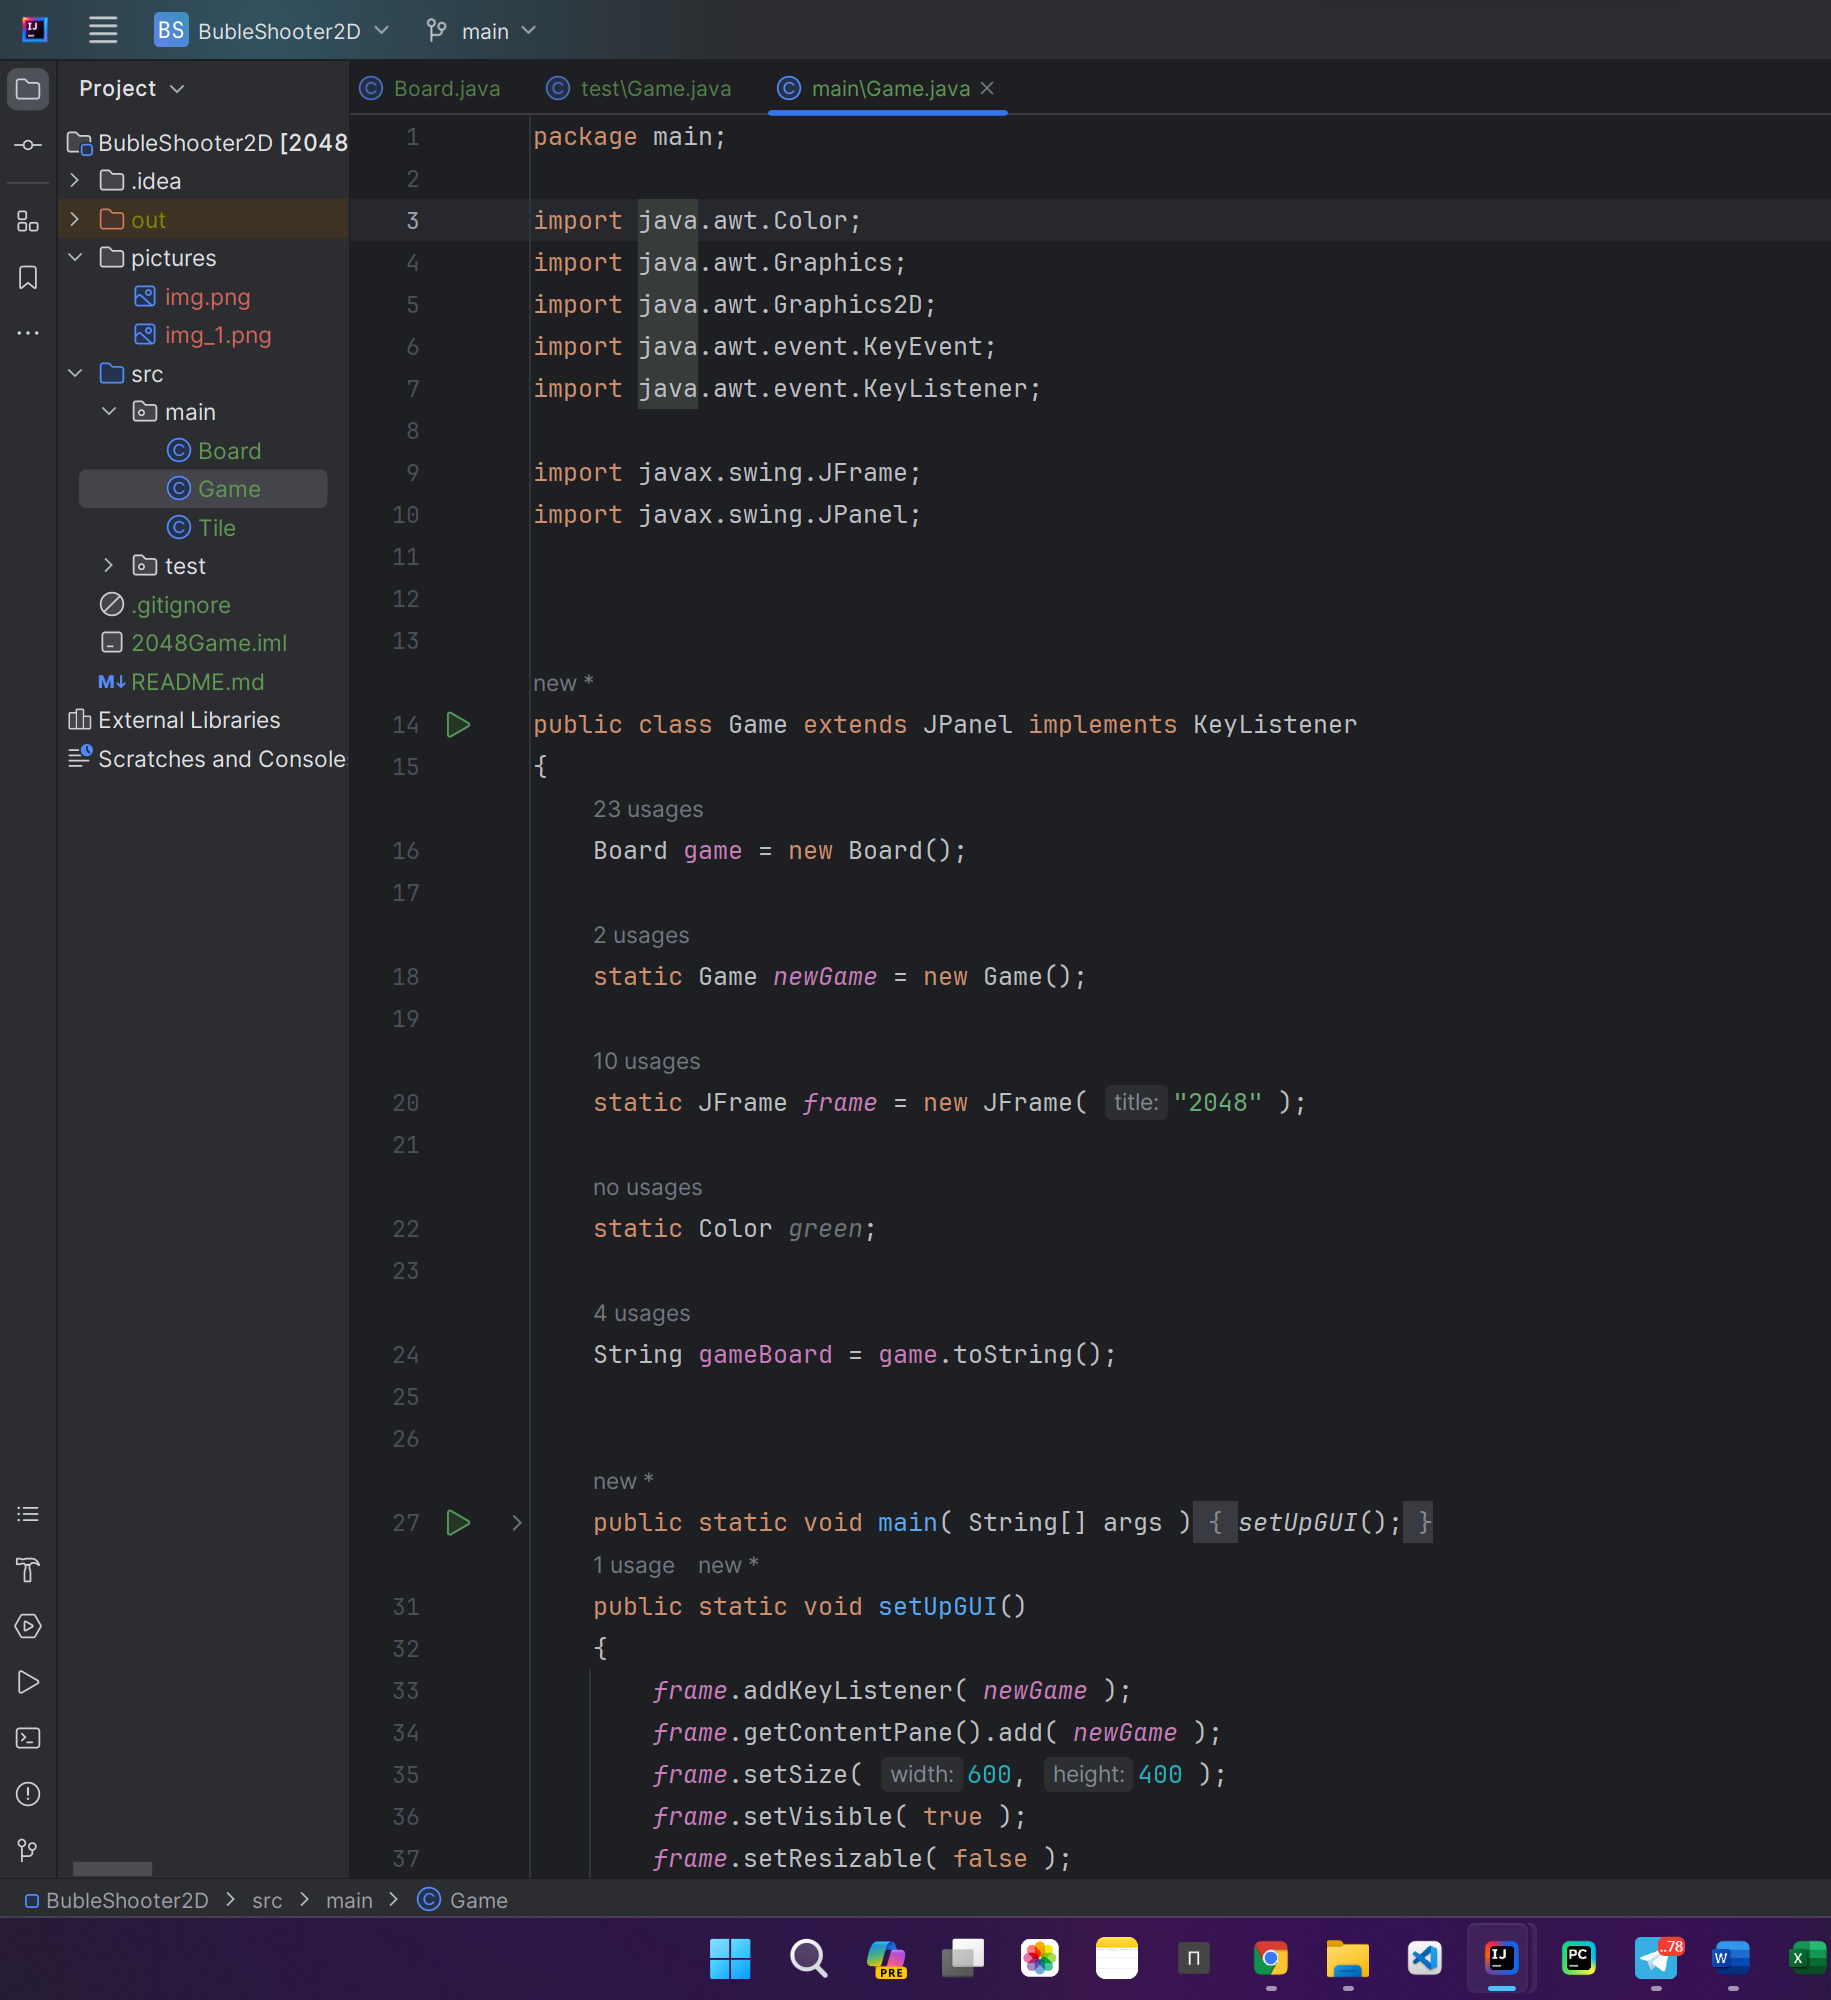 BS BubleShooter2D main
Project
Board.java test\Game.java main\Game.java
BubleShooter2D [2048
.idea
out
pictures
img.png
img_1.png
src
main
Board
Game
Tile
test
.gitignore
2048Game.iml
M↓ README.md
External Libraries
Scratches and Console
1 package main;
2
3 import java.awt.Color;
4 import java.awt.Graphics;
5 import java.awt.Graphics2D;
6 import java.awt.event.KeyEvent;
7 import java.awt.event.KeyListener;
8
9 import javax.swing.JFrame;
10 import javax.swing.JPanel;
11
12
13
new *
14 public class Game extends JPanel implements KeyListener
15 {
23 usages
16 Board game = new Board();
17
2 usages
18 static Game newGame = new Game();
19
10 usages
20 static JFrame frame = new JFrame( title: "2048" );
21
no usages
22 static Color green;
23
4 usages
24 String gameBoard = game.toString();
25
26
new *
27 public static void main( String[] args ) { setUpGUI(); }
1 usage new *
31 public static void setUpGUI()
32 {
33 frame.addKeyListener( newGame );
34 frame.getContentPane().add( newGame );
35 frame.setSize( width: 600, height: 400 );
36 frame.setVisible( true );
37 frame.setResizable( false );
BubleShooter2D > src > main > Game
PRE
П
IJ
PC
..78
W
X